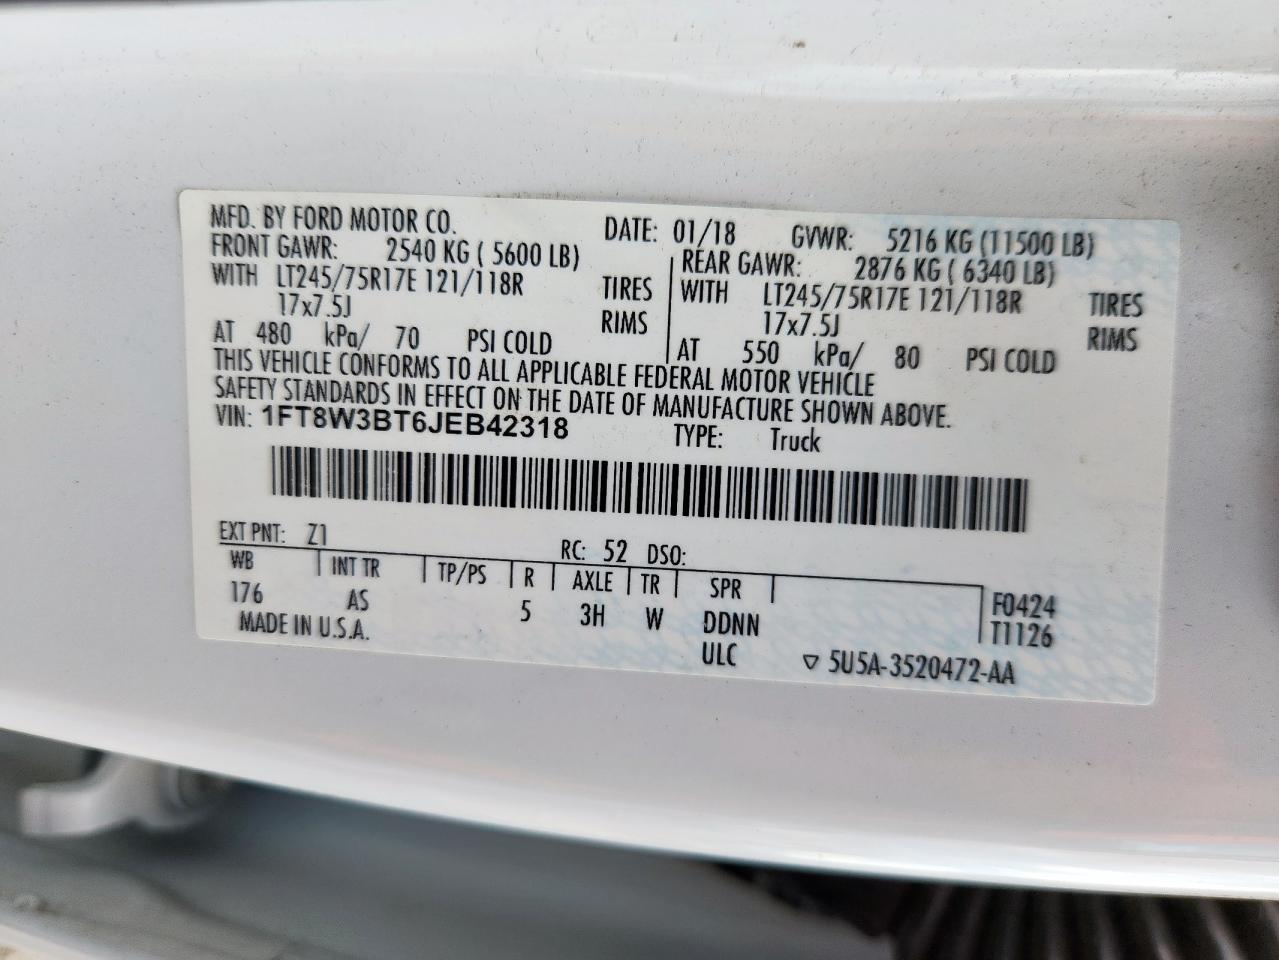 MFD. BY FORD MOTOR CO. DATE: 01/18 GVWR: 5216 KG (11500 LB)
FRONT GAWR: 2540 KG ( 5600 LB) REAR GAWR: 2876 KG ( 6340 LB)
WITH LT245/75R17E 121/118R TIRES WITH LT245/75R17E 121/118R TIRES
17x7.5J RIMS 17x7.5J RIMS
AT 480 kPa/ 70 PSI COLD AT 550 kPa/ 80 PSI COLD
THIS VEHICLE CONFORMS TO ALL APPLICABLE FEDERAL MOTOR VEHICLE
SAFETY STANDARDS IN EFFECT ON THE DATE OF MANUFACTURE SHOWN ABOVE.
VIN: 1FT8W3BT6JEB42318 TYPE: Truck
EXT PNT: Z1 RC: 52 DSO:
WB INT TR TP/PS R AXLE TR SPR
176 AS 5 3H W DDNN F0424
MADE IN U.S.A. ULC T1126
▽ 5U5A-3520472-AA